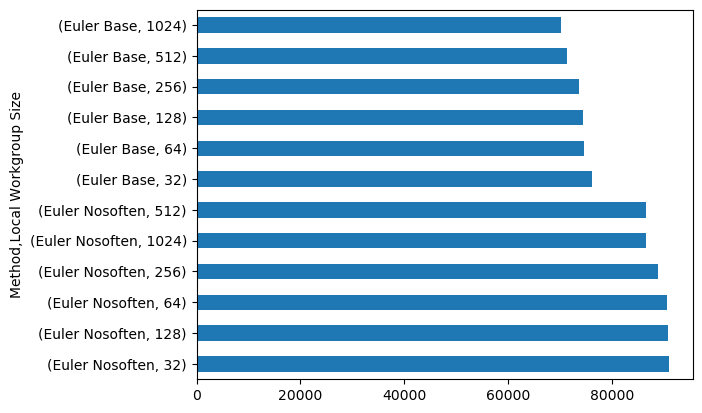 Method,Local Workgroup Size
(Euler Base, 1024)
(Euler Base, 512)
(Euler Base, 256)
(Euler Base, 128)
(Euler Base, 64)
(Euler Base, 32)
(Euler Nosoften, 512)
(Euler Nosoften, 1024)
(Euler Nosoften, 256)
(Euler Nosoften, 64)
(Euler Nosoften, 128)
(Euler Nosoften, 32)
0 20000 40000 60000 80000